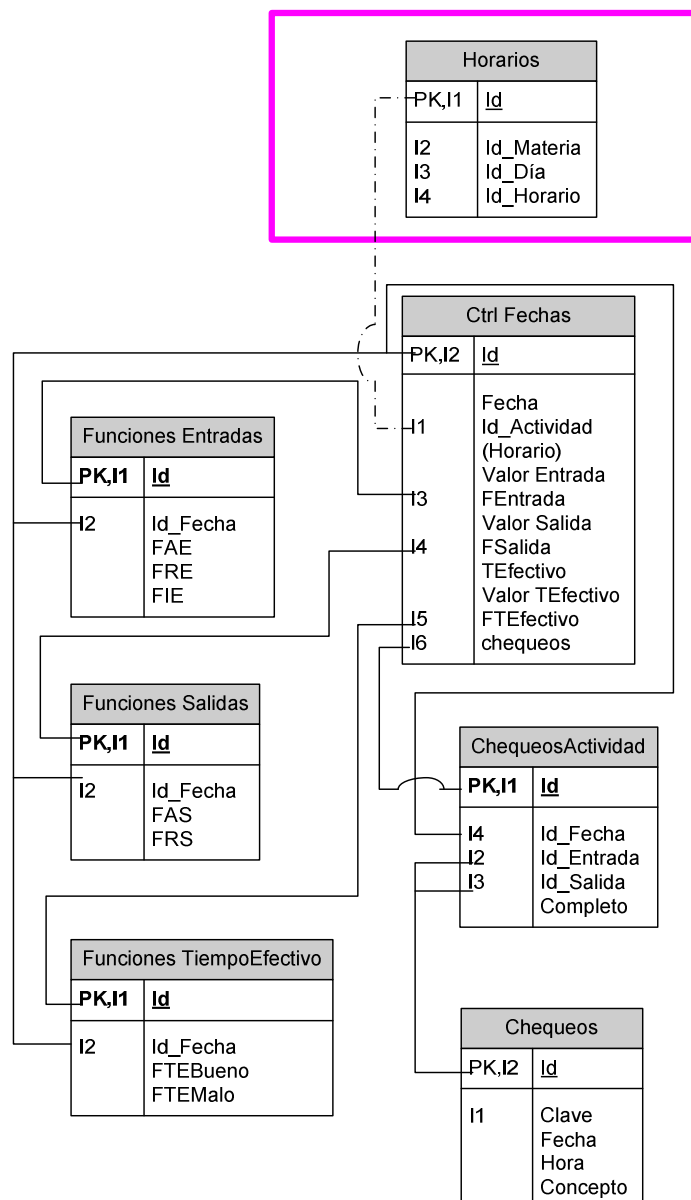 Horarios
PK,I1 Id
I2 Id_Materia
I3 Id_Día
I4 Id_Horario
Ctrl Fechas
PK,I2 Id
Fecha
I1 Id_Actividad
(Horario)
Valor Entrada
I3 FEntrada
Valor Salida
I4 FSalida
TEfectivo
Valor TEfectivo
I5 FTEfectivo
I6 chequeos
Funciones Entradas
PK,I1 Id
I2 Id_Fecha
FAE
FRE
FIE
Funciones Salidas
PK,I1 Id
I2 Id_Fecha
FAS
FRS
ChequeosActividad
PK,I1 Id
I4 Id_Fecha
I2 Id_Entrada
I3 Id_Salida
Completo
Funciones TiempoEfectivo
PK,I1 Id
I2 Id_Fecha
FTEBueno
FTEMalo
Chequeos
PK,I2 Id
I1 Clave
Fecha
Hora
Concepto